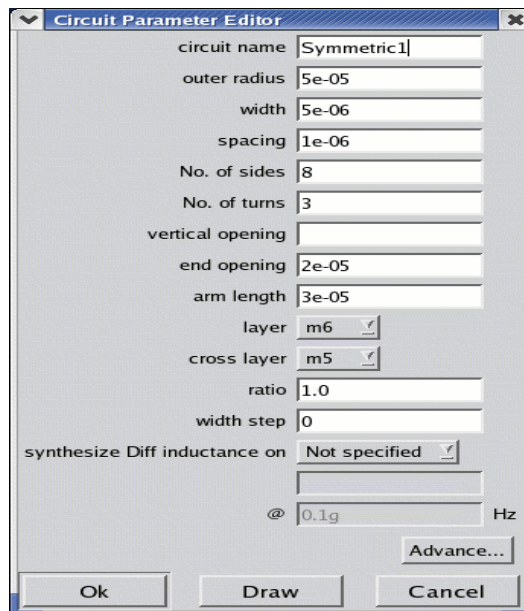 Circuit Parameter Editor
circuit name Symmetric1
outer radius 5e-05
width 5e-06
spacing 1e-06
No. of sides 8
No. of turns 3
vertical opening
end opening 2e-05
arm length 3e-05
layer m6
cross layer m5
ratio 1.0
width step 0
synthesize Diff inductance on Not specified
@ 0.1g Hz
Advance...
Ok Draw Cancel